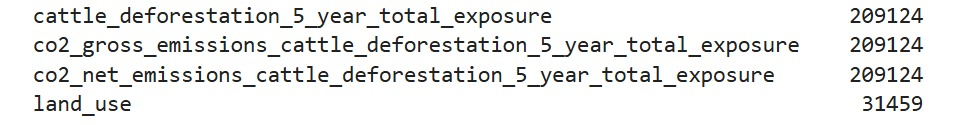 cattle_deforestation_5_year_total_exposure 209124
co2_gross_emissions_cattle_deforestation_5_year_total_exposure 209124
co2_net_emissions_cattle_deforestation_5_year_total_exposure 209124
land_use 31459